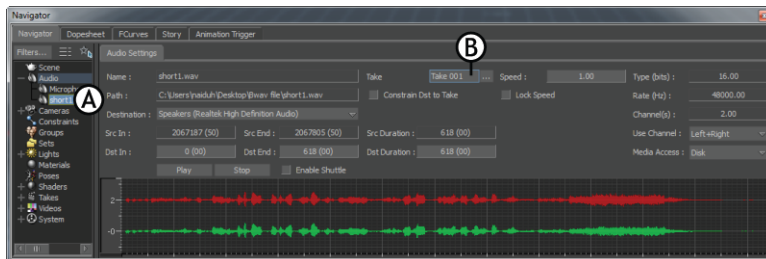 Navigator
Navigator Dopesheet FCurves Story Animation Trigger
Filters... Audio Settings
Scene
Audio
Microph
short1
Cameras
Constraints
Groups
Sets
Lights
Materials
Poses
Shaders
Takes
Videos
System
A
B
Name : short1.wav Take Take 001 ... Speed : 1.00 Type (bits) : 16.00
Path : C:\Users\naiduh\Desktop\Bwav file\short1.wav Constrain Dst to Take Lock Speed Rate (Hz) : 48000.00
Destination : Speakers (Realtek High Definition Audio) Channel(s) : 2.00
Src In : 2067187 (50) Src End : 2067805 (50) Src Duration : 618 (00) Use Channel : Left+Right
Dst In : 0 (00) Dst End : 618 (00) Dst Duration : 618 (00) Media Access : Disk
Play Stop Enable Shuttle
2-
-0-